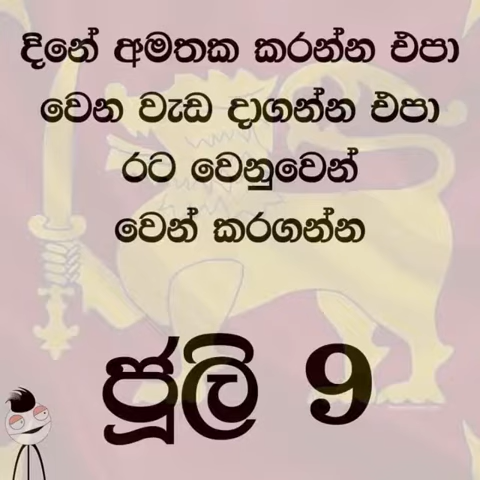 දිනේ අමතක කරන්න එපා
වෙන වැඩ දාගන්න එපා
රට වෙනුවෙන්
වෙන් කරගන්න
ජූලි 9